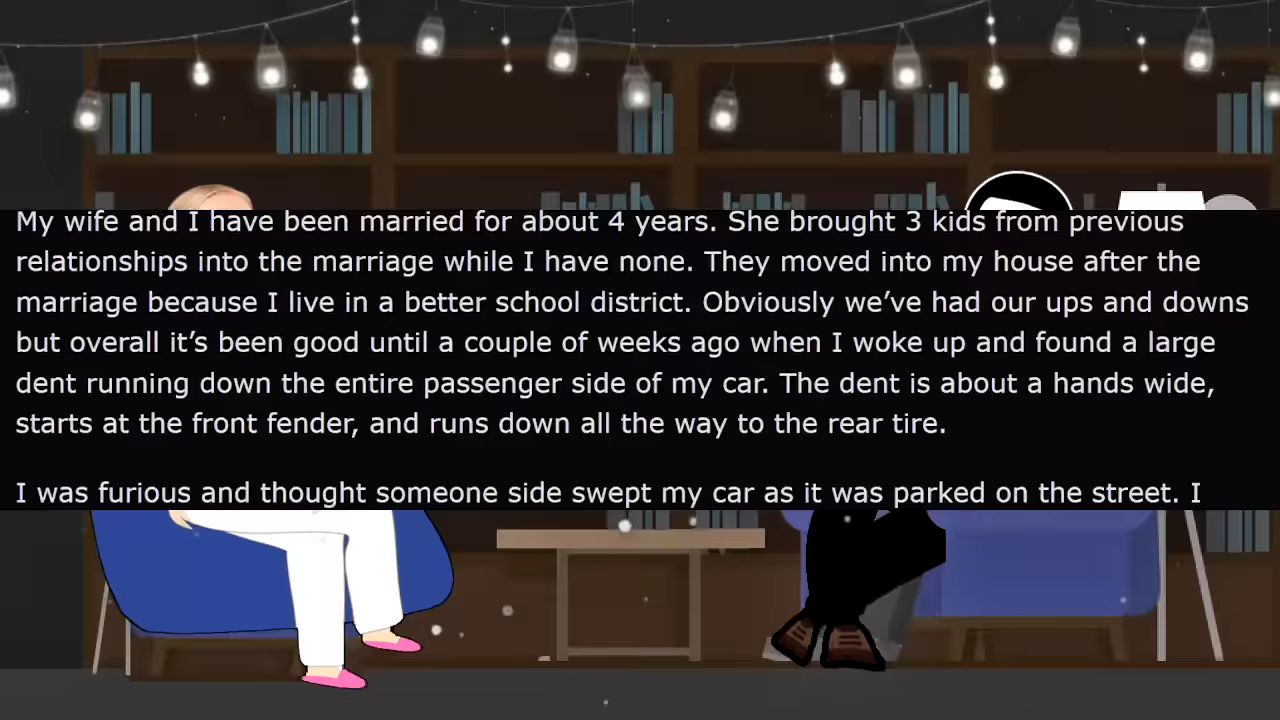 My wife and I have been married for about 4 years. She brought 3 kids from previous
relationships into the marriage while I have none. They moved into my house after the
marriage because I live in a better school district. Obviously we’ve had our ups and downs
but overall it’s been good until a couple of weeks ago when I woke up and found a large
dent running down the entire passenger side of my car. The dent is about a hands wide,
starts at the front fender, and runs down all the way to the rear tire.
I was furious and thought someone side swept my car as it was parked on the street. I